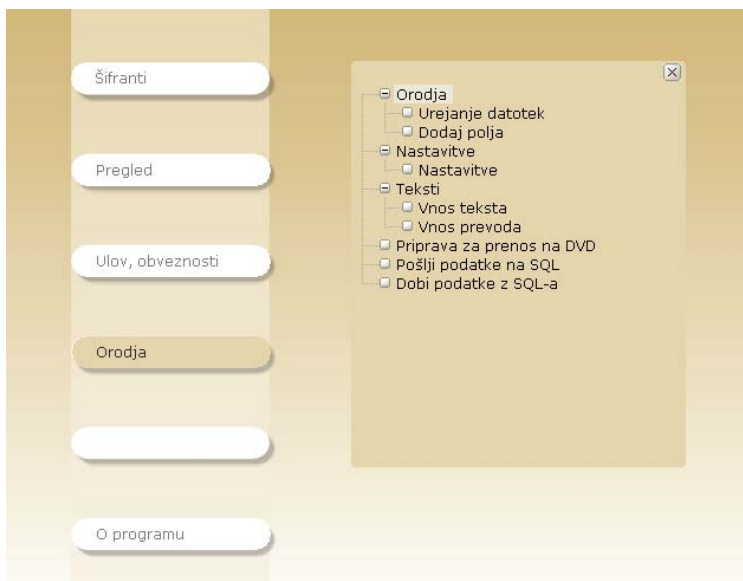 Šifranti
Pregled
Ulov, obveznosti
Orodja
O programu
Orodja
Urejanje datotek
Dodaj polja
Nastavitve
Nastavitve
Teksti
Vnos teksta
Vnos prevoda
Priprava za prenos na DVD
Pošlji podatke na SQL
Dobi podatke z SQL-a